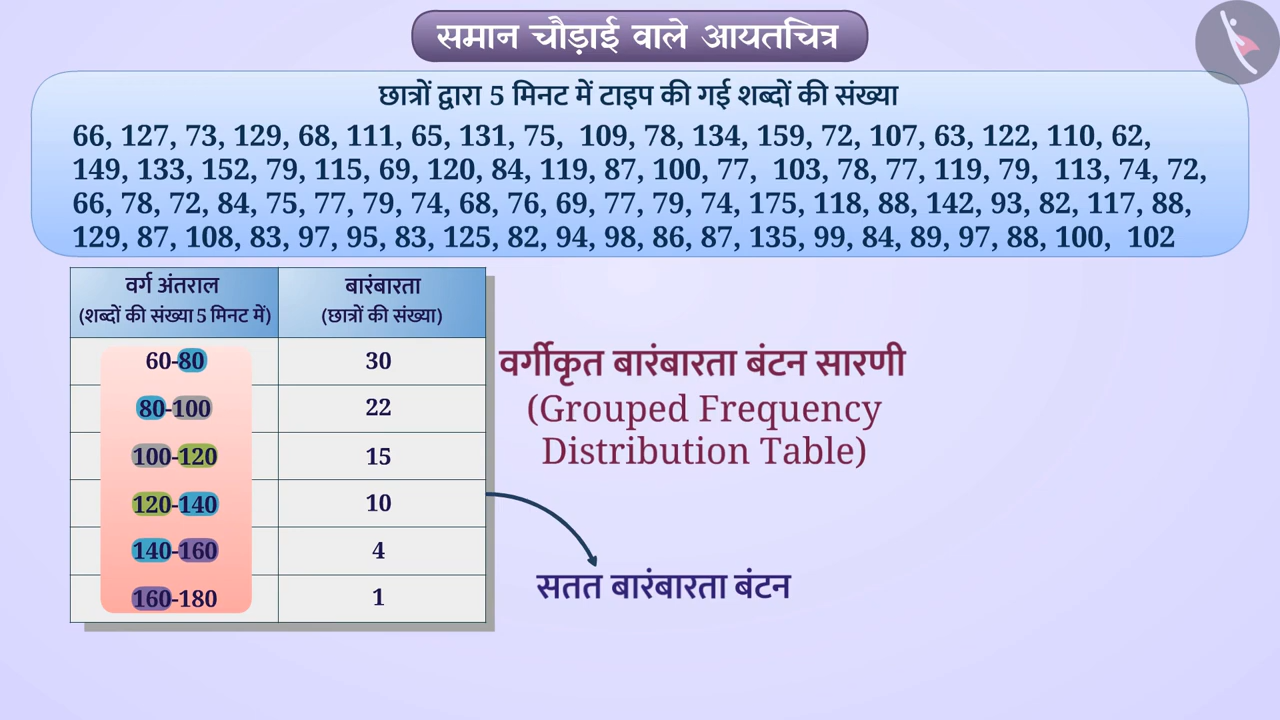 समान चौड़ाई वाले आयतचित्र
छात्रों द्वारा 5 मिनट में टाइप की गई शब्दों की संख्या
66, 127, 73, 129, 68, 111, 65, 131, 75, 109, 78, 134, 159, 72, 107, 63, 122, 110, 62,
149, 133, 152, 79, 115, 69, 120, 84, 119, 87, 100, 77, 103, 78, 77, 119, 79, 113, 74, 72,
66, 78, 72, 84, 75, 77, 79, 74, 68, 76, 69, 77, 79, 74, 175, 118, 88, 142, 93, 82, 117, 88,
129, 87, 108, 83, 97, 95, 83, 125, 82, 94, 98, 86, 87, 135, 99, 84, 89, 97, 88, 100, 102
वर्ग अंतराल बारंबारता
(शब्दों की संख्या 5 मिनट में) (छात्रों की संख्या)
60-80 30
80-100 22
100-120 15
120-140 10
140-160 4
160-180 1
वर्गीकृत बारंबारता बंटन सारणी
(Grouped Frequency
Distribution Table)
सतत बारंबारता बंटन